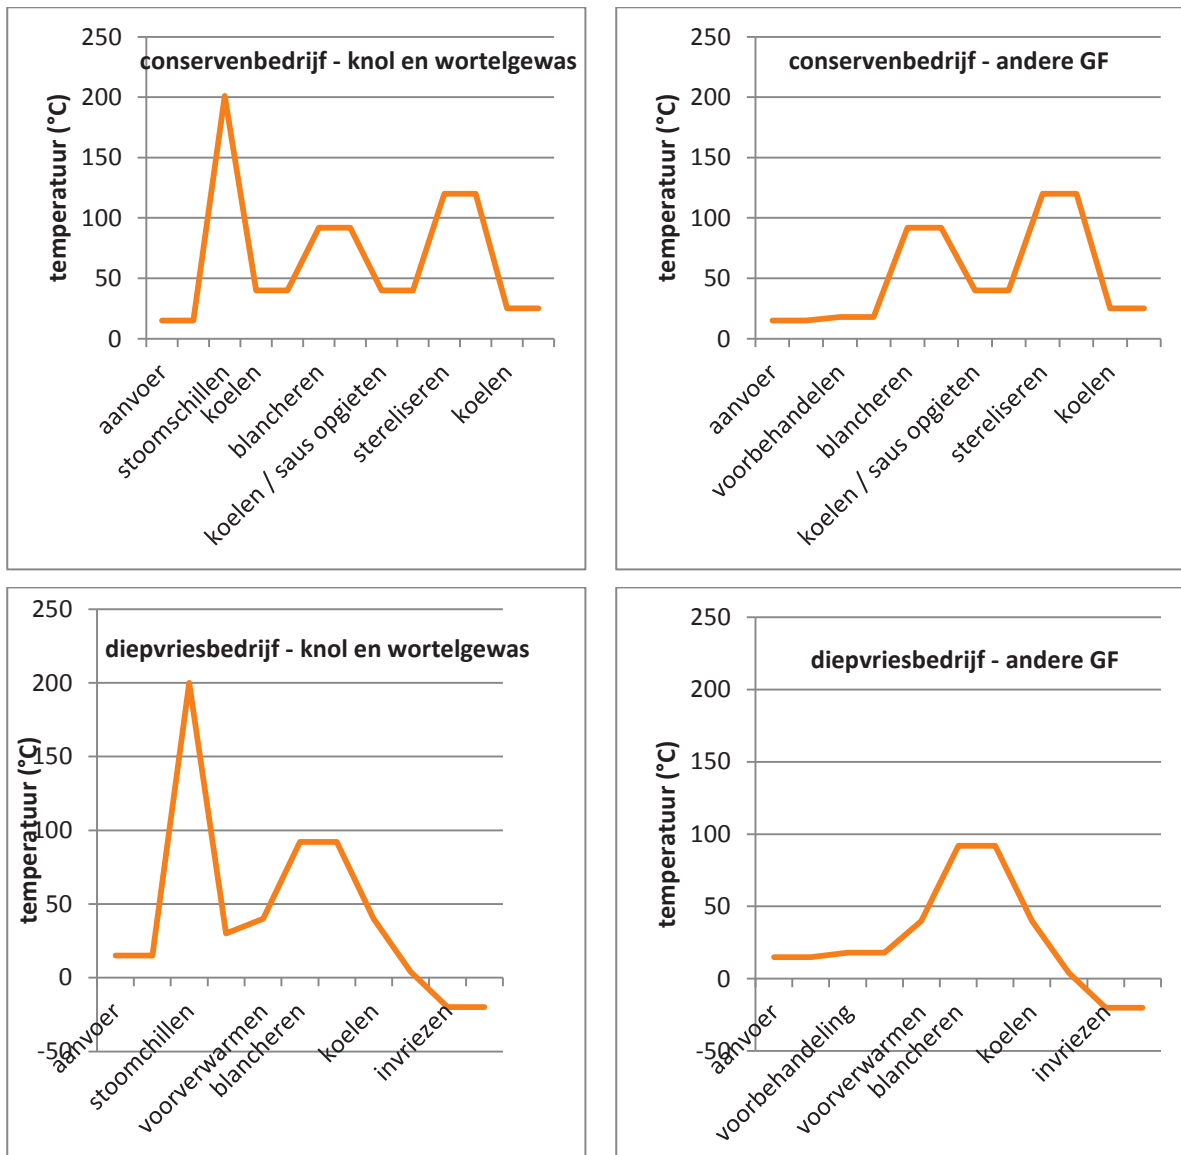 conservenbedrijf - knol en wortelgewas
temperatuur (°C)
250
200
150
100
50
0
aanvoer
stoomschillen
koelen
blancheren
koelen / saus opgieten
stereliseren
koelen
conservenbedrijf - andere GF
temperatuur (°C)
250
200
150
100
50
0
aanvoer
voorbehandelen
blancheren
koelen / saus opgieten
stereliseren
koelen
diepvriesbedrijf - knol en wortelgewas
temperatuur (°C)
250
200
150
100
50
0
-50
aanvoer
stoomchillen
voorverwarmen
blancheren
koelen
invriezen
diepvriesbedrijf - andere GF
temperatuur (°C)
250
200
150
100
50
0
-50
aanvoer
voorbehandeling
voorverwarmen
blancheren
koelen
invriezen